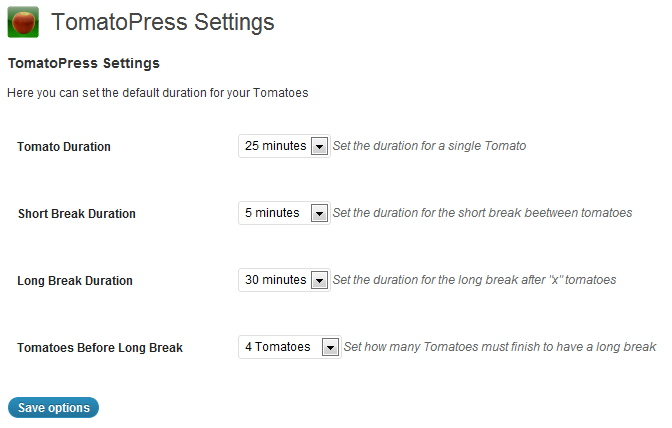 TomatoPress Settings
TomatoPress Settings
Here you can set the default duration for your Tomatoes
Tomato Duration 25 minutes Set the duration for a single Tomato
Short Break Duration 5 minutes Set the duration for the short break beetween tomatoes
Long Break Duration 30 minutes Set the duration for the long break after "x" tomatoes
Tomatoes Before Long Break 4 Tomatoes Set how many Tomatoes must finish to have a long break
Save options